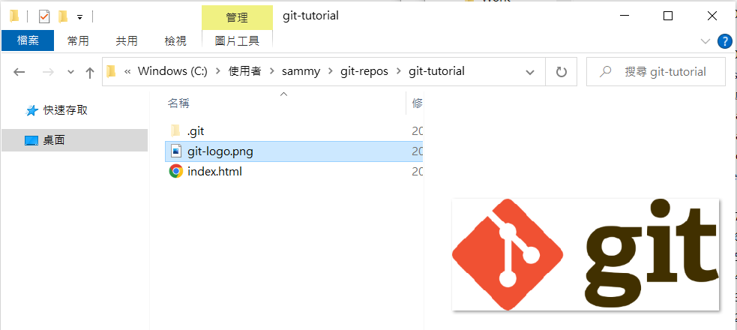 管理
git-tutorial
檔案
常用
共用
檢視
圖片工具
« Windows (C:) › 使用者 › sammy › git-repos › git-tutorial
搜尋 git-tutorial
快速存取
桌面
名稱
修
.git
20
git-logo.png
20
index.html
20
git